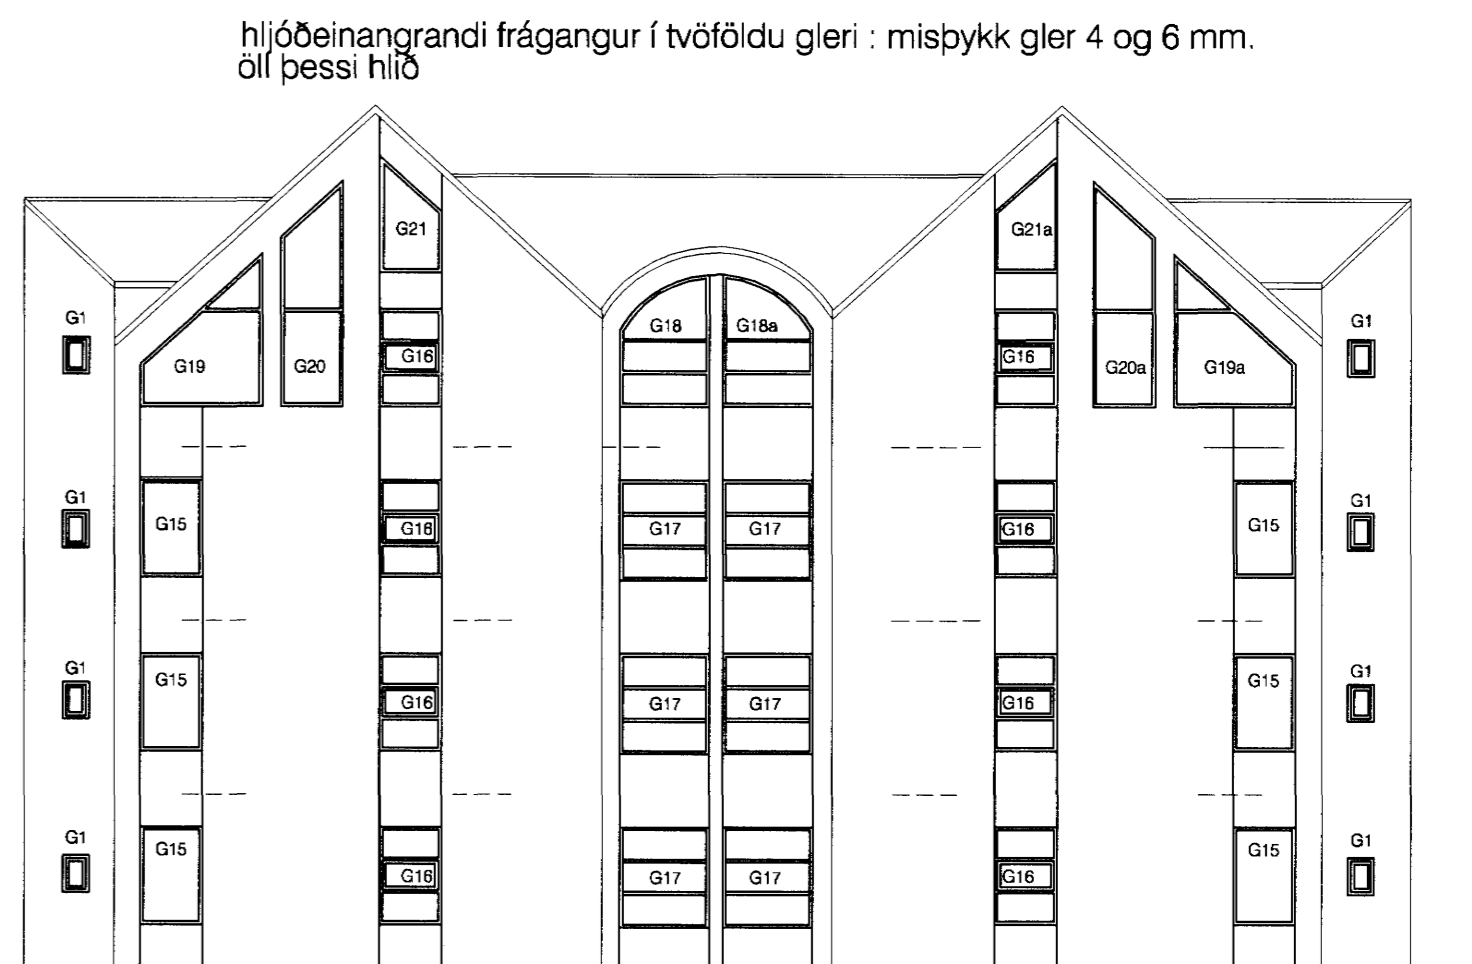 hljóðeinangrandi frágangur í tvöföldu gleri : misþykk gler 4 og 6 mm.
öll þessi hlið
G21 G21a
G1 G18 G18a G1
G19 G20 G16 G16 G20a G19a
G1 G1
G15 G16 G17 G17 G16 G15
G1 G1
G15 G15
G16 G17 G17 G16
G1 G1
G15 G15
G16 G17 G17 G16